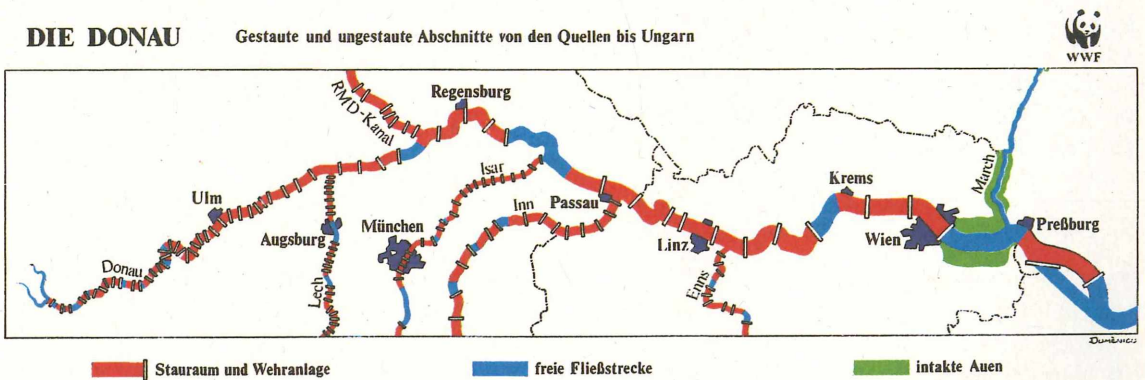 DIE DONAU Gestaute und ungestaute Abschnitte von den Quellen bis Ungarn
WWF
RMD-Kanal
Regensburg
Isar
March
Ulm
Krems
Augsburg
München
Inn
Passau
Wien
Preßburg
Linz
Donau
Lech
Enns
DOMENICO
Stauraum und Wehranlage
freie Fließstrecke
intakte Auen